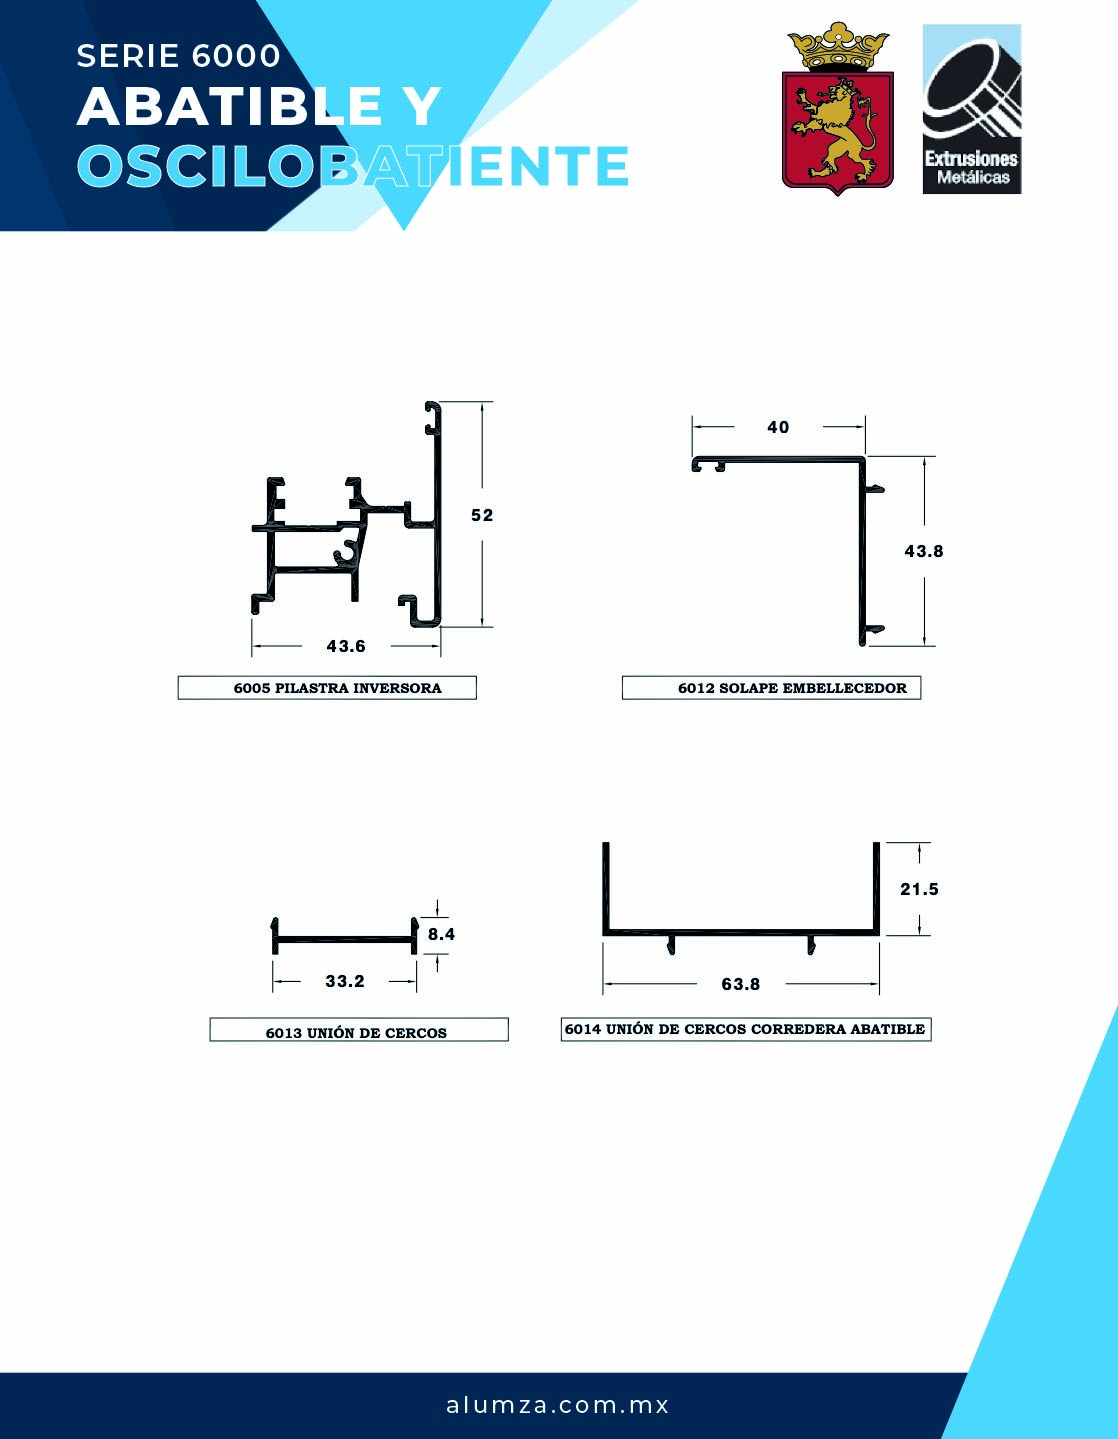 SERIE 6000
ABATIBLE Y
OSCILOBATIENTE
Extrusiones
Metálicas
52
43.6
6005 PILASTRA INVERSORA
40
43.8
6012 SOLAPE EMBELLECEDOR
8.4
33.2
6013 UNIÓN DE CERCOS
21.5
63.8
6014 UNIÓN DE CERCOS CORREDERA ABATIBLE
alumza.com.mx